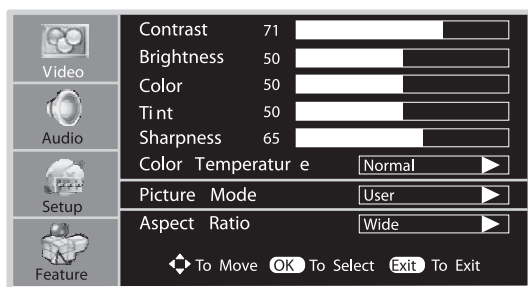 Video
Audio
Setup
Feature
Contrast 71
Brightness 50
Color 50
Tint 50
Sharpness 65
Color Temperatur e Normal
Picture Mode User
Aspect Ratio Wide
To Move OK To Select Exit To Exit